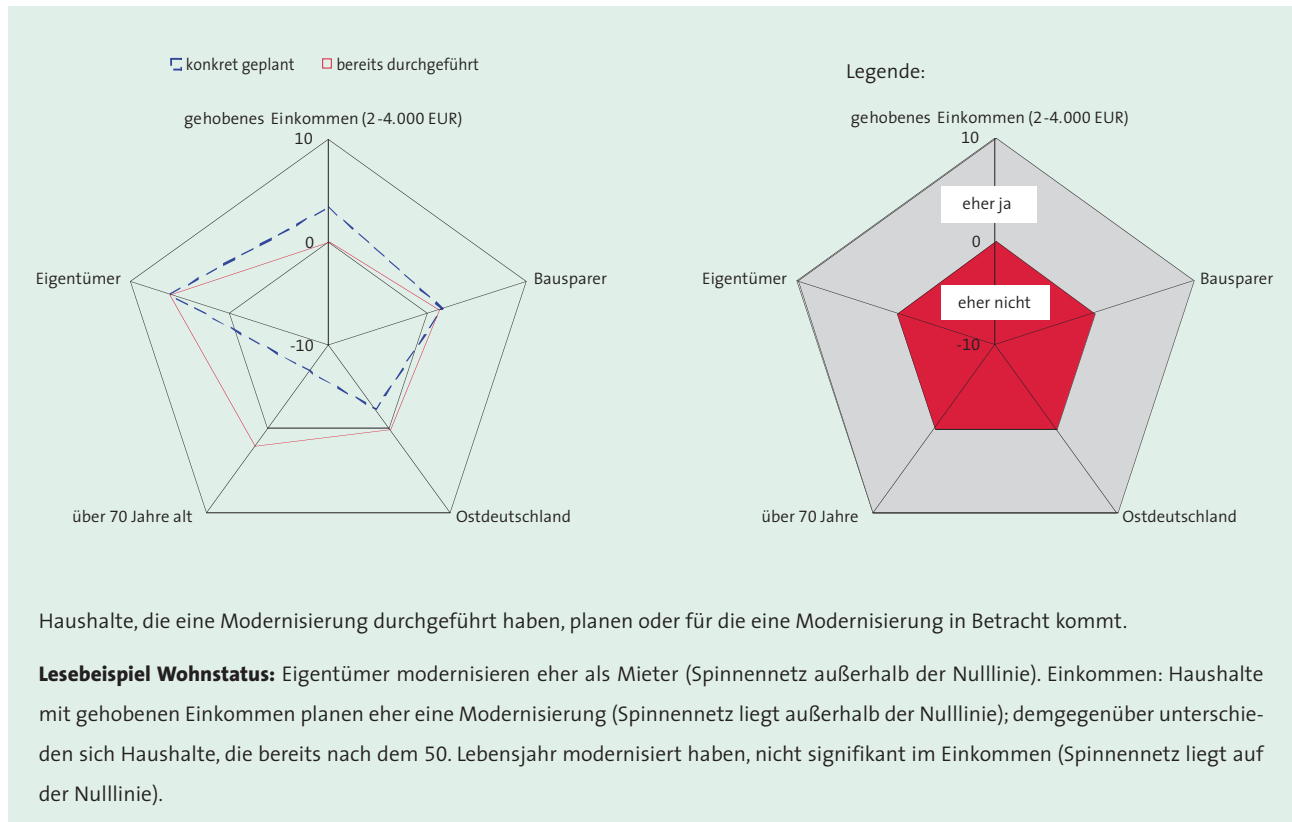 konkret geplant
bereits durchgeführt
gehobenes Einkommen (2-4.000 EUR)
10
0
-10
Eigentümer
Bausparer
über 70 Jahre alt
Ostdeutschland
Legende:
gehobenes Einkommen (2-4.000 EUR)
10
eher ja
0
eher nicht
-10
Eigentümer
Bausparer
über 70 Jahre
Ostdeutschland
Haushalte, die eine Modernisierung durchgeführt haben, planen oder für die eine Modernisierung in Betracht kommt.
Lesebeispiel Wohnstatus: Eigentümer modernisieren eher als Mieter (Spinnennetz außerhalb der Nulllinie). Einkommen: Haushalte
mit gehobenen Einkommen planen eher eine Modernisierung (Spinnennetz liegt außerhalb der Nulllinie); demgegenüber unterschie-
den sich Haushalte, die bereits nach dem 50. Lebensjahr modernisiert haben, nicht signifikant im Einkommen (Spinnennetz liegt auf
der Nulllinie).